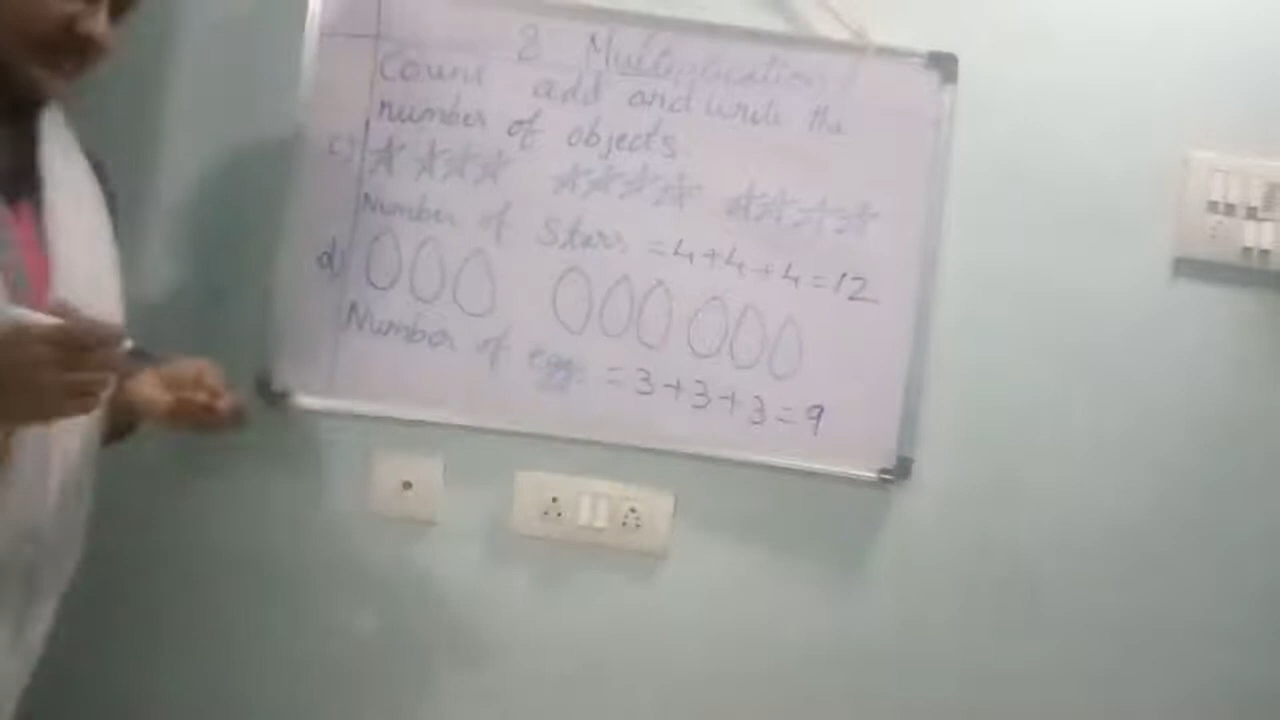 2 Multiplication
Count add and write the
number of objects.
c)
Number of Stars = 4+4+4=12
d)
Number of eggs = 3+3+3=9